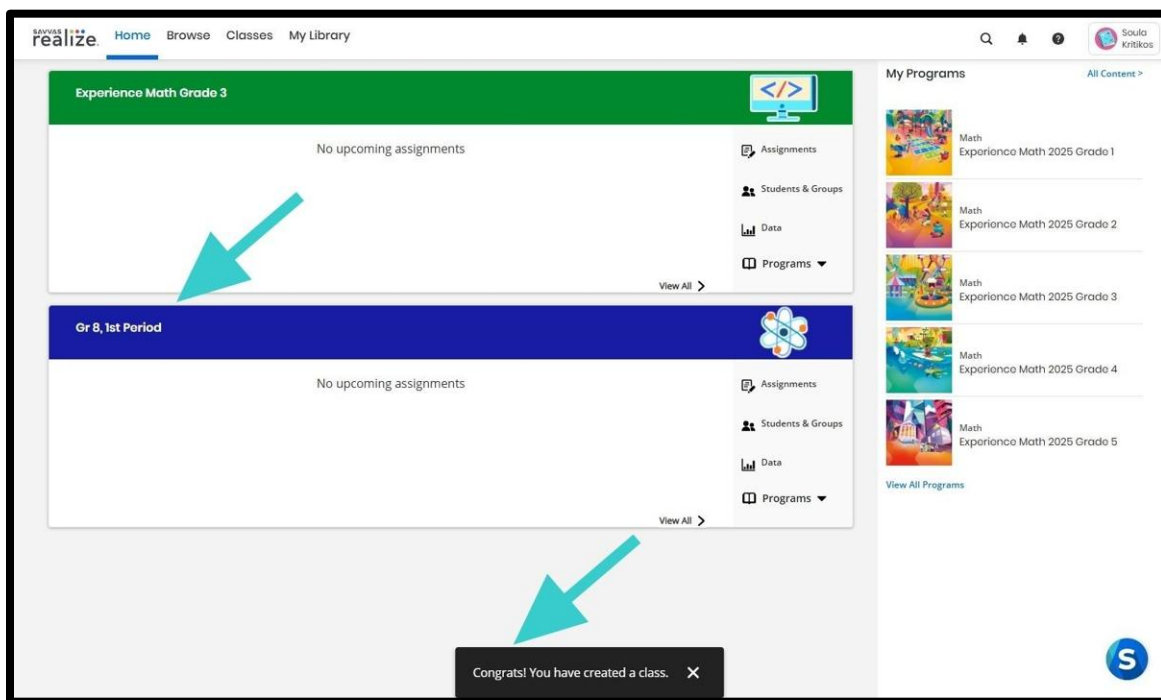 SAVVAS
realize.
Home Browse Classes My Library
Soula
Kritikos
Experience Math Grade 3
</>
No upcoming assignments
Assignments
Students & Groups
Data
Programs
View All >
Gr 8, 1st Period
No upcoming assignments
Assignments
Students & Groups
Data
Programs
View All >
My Programs
All Content >
Math
Experience Math 2025 Grade 1
Math
Experience Math 2025 Grade 2
Math
Experience Math 2025 Grade 3
Math
Experience Math 2025 Grade 4
Math
Experience Math 2025 Grade 5
View All Programs
Congrats! You have created a class. X
S